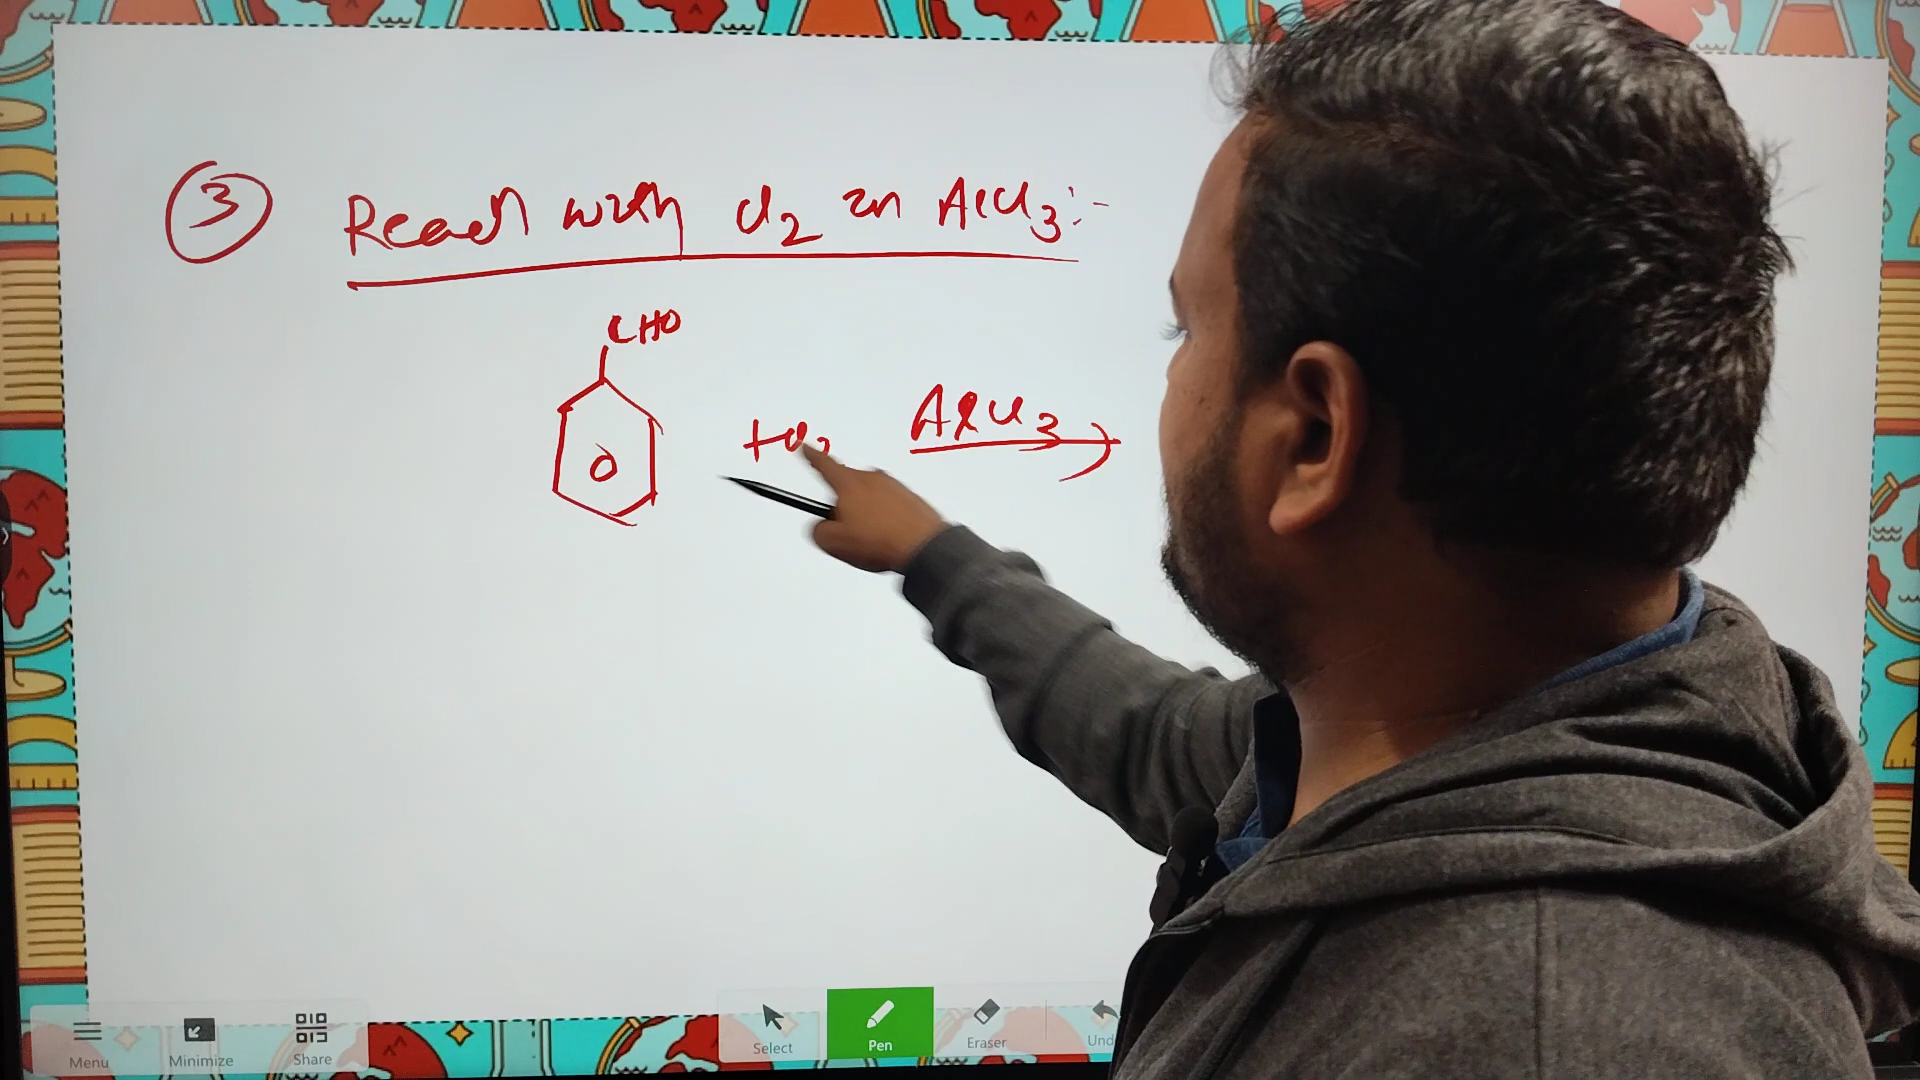 ③ Reacn with Cl2 in AlCl3:-
CHO
+Cl2 AlCl3
Menu Minimize Share Select Pen Eraser Und